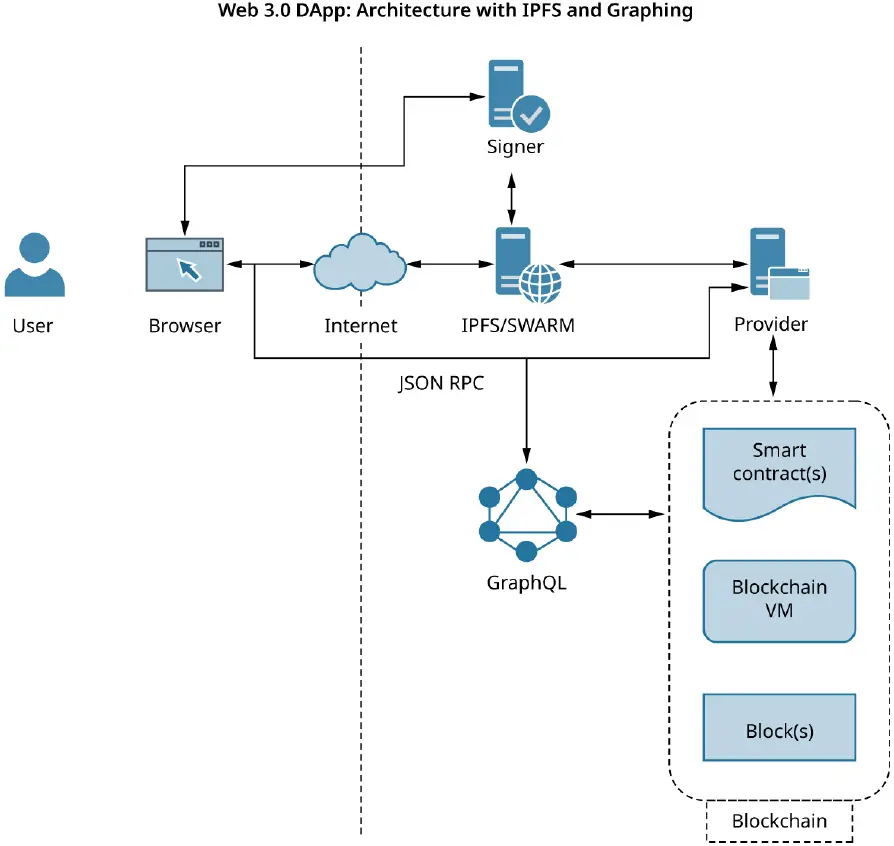 Web 3.0 DApp: Architecture with IPFS and Graphing
Signer
User
Browser
Internet
IPFS/SWARM
Provider
JSON RPC
Smart
contract(s)
GraphQL
Blockchain
VM
Block(s)
Blockchain